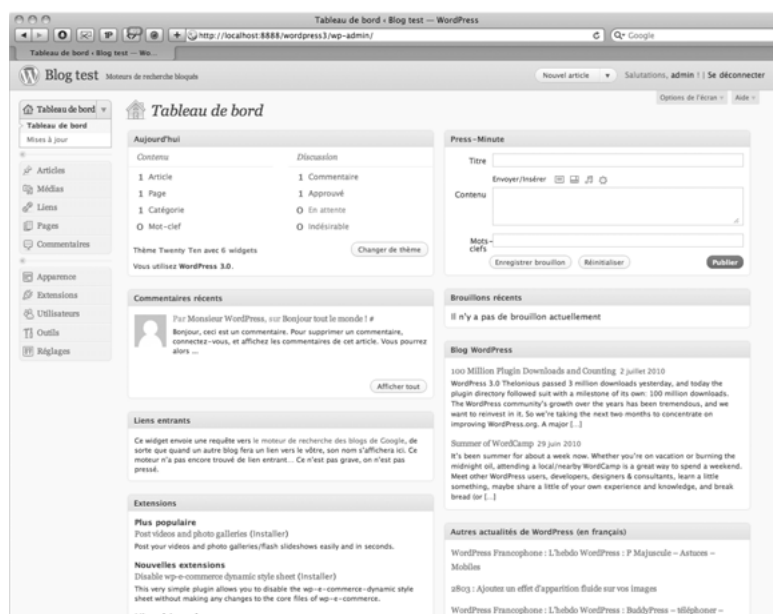 Tableau de bord ‹ Blog test — WordPress
http://localhost:8888/wordpress3/wp-admin/
Google
Tableau de bord ‹ Blog test — Wo...
Blog test Moteurs de recherche bloqués
Nouvel article
Salutations, admin ! | Se déconnecter
Options de l'écran
Aide
Tableau de bord
Tableau de bord
Mises à jour
Articles
Médias
Liens
Pages
Commentaires
Apparence
Extensions
Utilisateurs
Outils
Réglages
Tableau de bord
Aujourd'hui
Contenu
1 Article
1 Page
1 Catégorie
0 Mot-clef
Discussion
1 Commentaire
1 Approuvé
0 En attente
0 Indésirable
Thème Twenty Ten avec 6 widgets
Changer de thème
Vous utilisez WordPress 3.0.
Commentaires récents
Par Monsieur WordPress, sur Bonjour tout le monde ! #
Bonjour, ceci est un commentaire. Pour supprimer un commentaire,
connectez-vous, et affichez les commentaires de cet article. Vous pourrez
alors ...
Afficher tout
Liens entrants
Ce widget envoie une requête vers le moteur de recherche des blogs de Google, de
sorte que quand un autre blog fera un lien vers le vôtre, son nom s'affichera ici. Ce
moteur n'a pas encore trouvé de lien entrant... Ce n'est pas grave, on n'est pas
pressé.
Extensions
Plus populaire
Post videos and photo galleries (Installer)
Post your videos and photo galleries/flash slideshows easily and in seconds.
Nouvelles extensions
Disable wp-e-commerce dynamic style sheet (Installer)
This very simple plugin allows you to disable the wp-e-commerce-dynamic style
sheet without making any changes to the core files of wp-e-commerce.
Press-Minute
Titre
Envoyer/Insérer
Contenu
Mots-
clefs
Enregistrer brouillon
Réinitialiser
Publier
Brouillons récents
Il n'y a pas de brouillon actuellement
Blog WordPress
100 Million Plugin Downloads and Counting 2 juillet 2010
WordPress 3.0 Thelonious passed 3 million downloads yesterday, and today the
plugin directory followed suit with a milestone of its own: 100 million downloads.
The WordPress community's growth over the years has been tremendous, and we
want to reinvest in it. So we're taking the next two months to concentrate on
improving WordPress.org. A major [...]
Summer of WordCamp 29 juin 2010
It's been summer for about a week now. Whether you're on vacation or burning the
midnight oil, attending a local/nearby WordCamp is a great way to spend a weekend.
Meet other WordPress users, developers, designers & consultants, learn a little
something, maybe share a little of your own experience and knowledge, and break
bread (or [...]
Autres actualités de WordPress (en français)
WordPress Francophone : L'hebdo WordPress : P Majuscule – Astuces –
Mobiles
2803 : Ajoutez un effet d'apparition fluide sur vos images
WordPress Francophone : L'hebdo WordPress : BuddyPress – téléphoner –